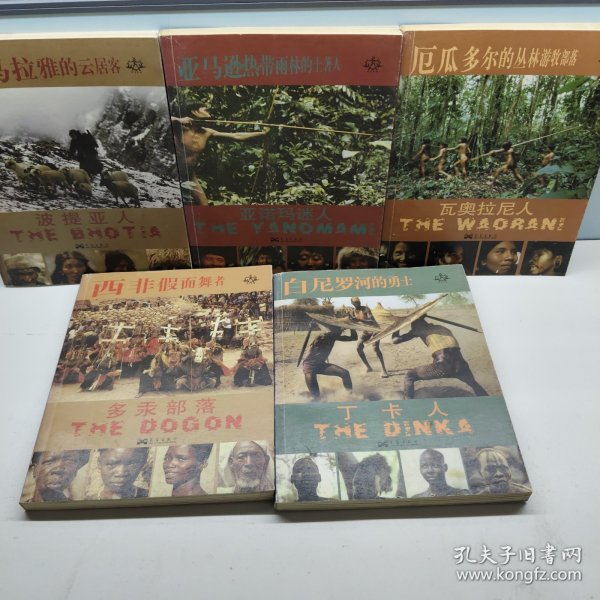 马拉雅的云居客
波提亚人
THE BHOTIA
亚马逊热带雨林的土著人
亚诺玛迷人
THE YANOMAMI
厄瓜多尔的丛林游牧部落
瓦奥拉尼人
THE WAORANI
西非假面舞者
多汞部落
THE DOGON
白尼罗河的勇士
丁卡人
THE DINKA
孔夫子旧书网
www.kongfz.com